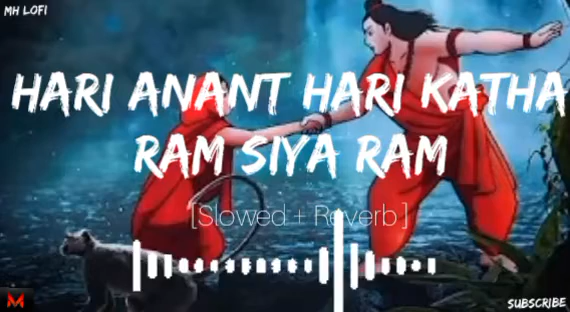 MH LOFI
HARI ANANT HARI KATHA
RAM SIYA RAM
[Slowed + Reverb]
M
SUBSCRIBE